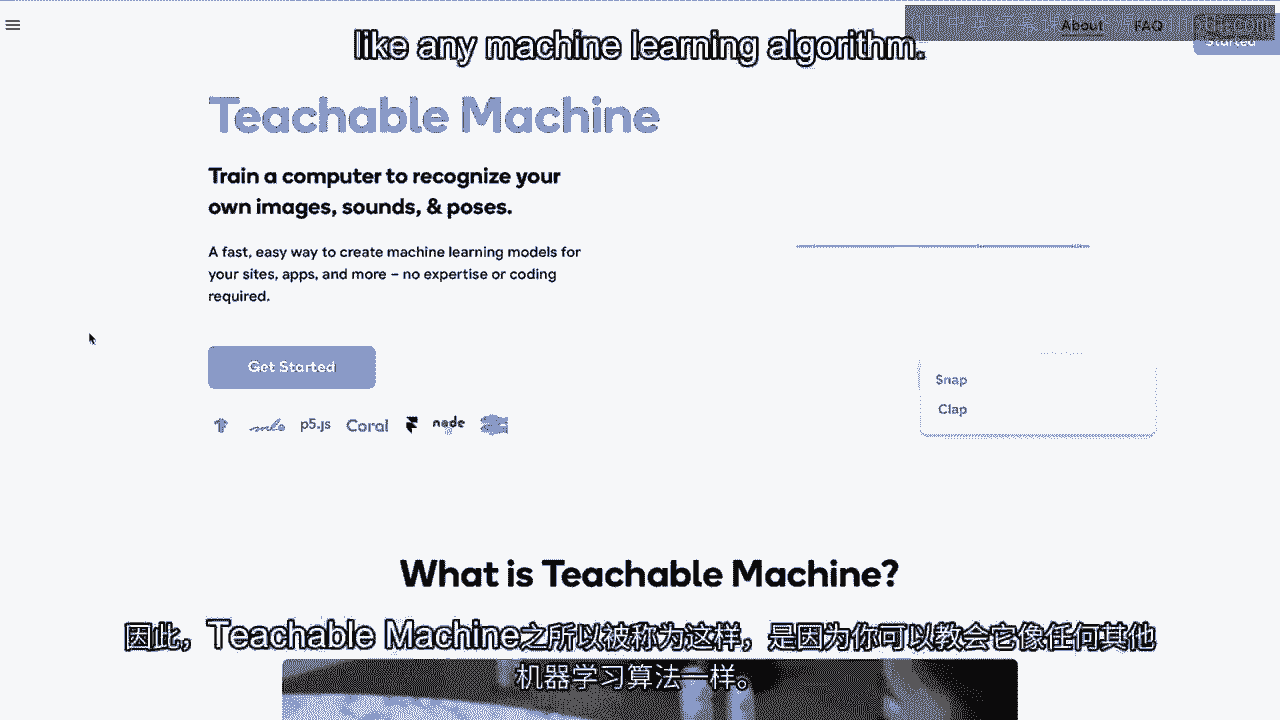 About FAQ
Started
like any machine learning algorithm.
Teachable Machine
Train a computer to recognize your
own images, sounds, & poses.
A fast, easy way to create machine learning models for
your sites, apps, and more – no expertise or coding
required.
Get Started
p5.js Coral node
Snap
Clap
What is Teachable Machine?
因此，Teachable Machine之所以被称为这样，是因为你可以教会它像任何其他
机器学习算法一样。